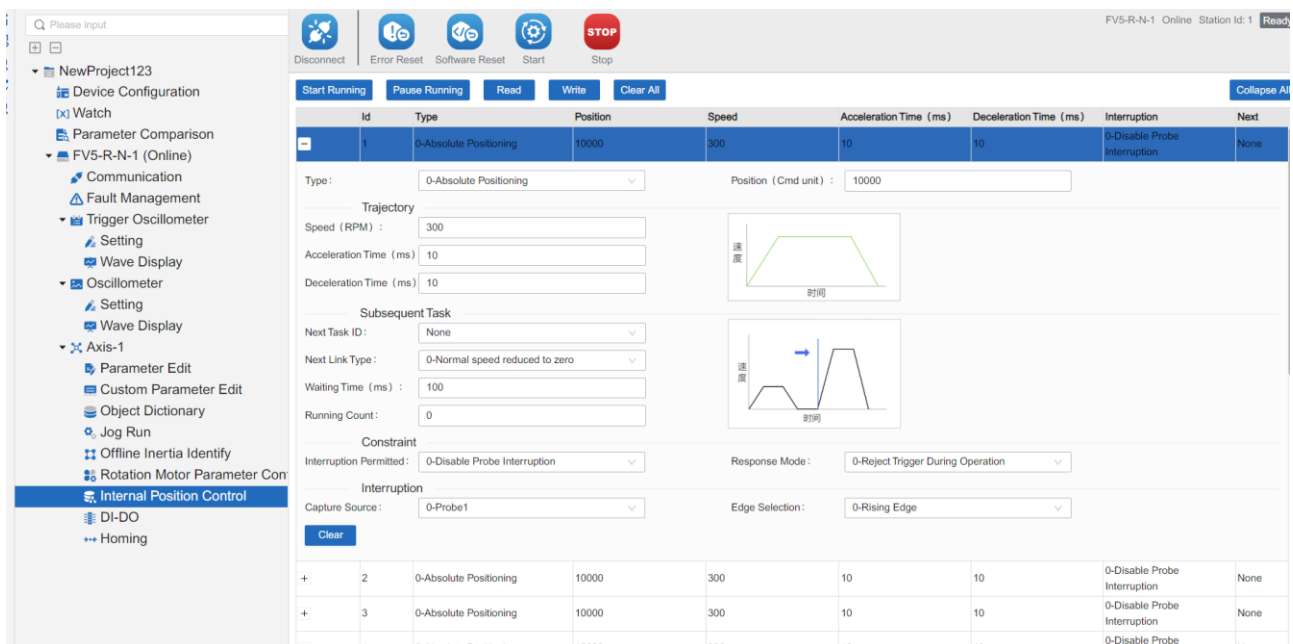 Please input
NewProject123
Device Configuration
[x] Watch
Parameter Comparison
FV5-R-N-1 (Online)
Communication
Fault Management
Trigger Oscillometer
Setting
Wave Display
Oscillometer
Setting
Wave Display
Axis-1
Parameter Edit
Custom Parameter Edit
Object Dictionary
Jog Run
Offline Inertia Identify
Rotation Motor Parameter Con
Internal Position Control
DI-DO
Homing
STOP
Disconnect Error Reset Software Reset Start Stop
FV5-R-N-1 Online Station Id: 1 Ready
Start Running Pause Running Read Write Clear All Collapse All
Id Type Position Speed Acceleration Time (ms) Deceleration Time (ms) Interruption Next
1 0-Absolute Positioning 10000 300 10 10 0-Disable Probe Interruption None
Type: 0-Absolute Positioning Position (Cmd unit) : 10000
Trajectory
Speed (RPM) : 300
Acceleration Time (ms) 10
Deceleration Time (ms) 10
速度
时间
Subsequent Task
Next Task ID: None
Next Link Type: 0-Normal speed reduced to zero
Waiting Time (ms) : 100
Running Count: 0
速度
时间
Constraint
Interruption Permitted: 0-Disable Probe Interruption Response Mode: 0-Reject Trigger During Operation
Interruption
Capture Source: 0-Probe1 Edge Selection: 0-Rising Edge
Clear
2 0-Absolute Positioning 10000 300 10 10 0-Disable Probe Interruption None
3 0-Absolute Positioning 10000 300 10 10 0-Disable Probe Interruption None
0-Disable Probe